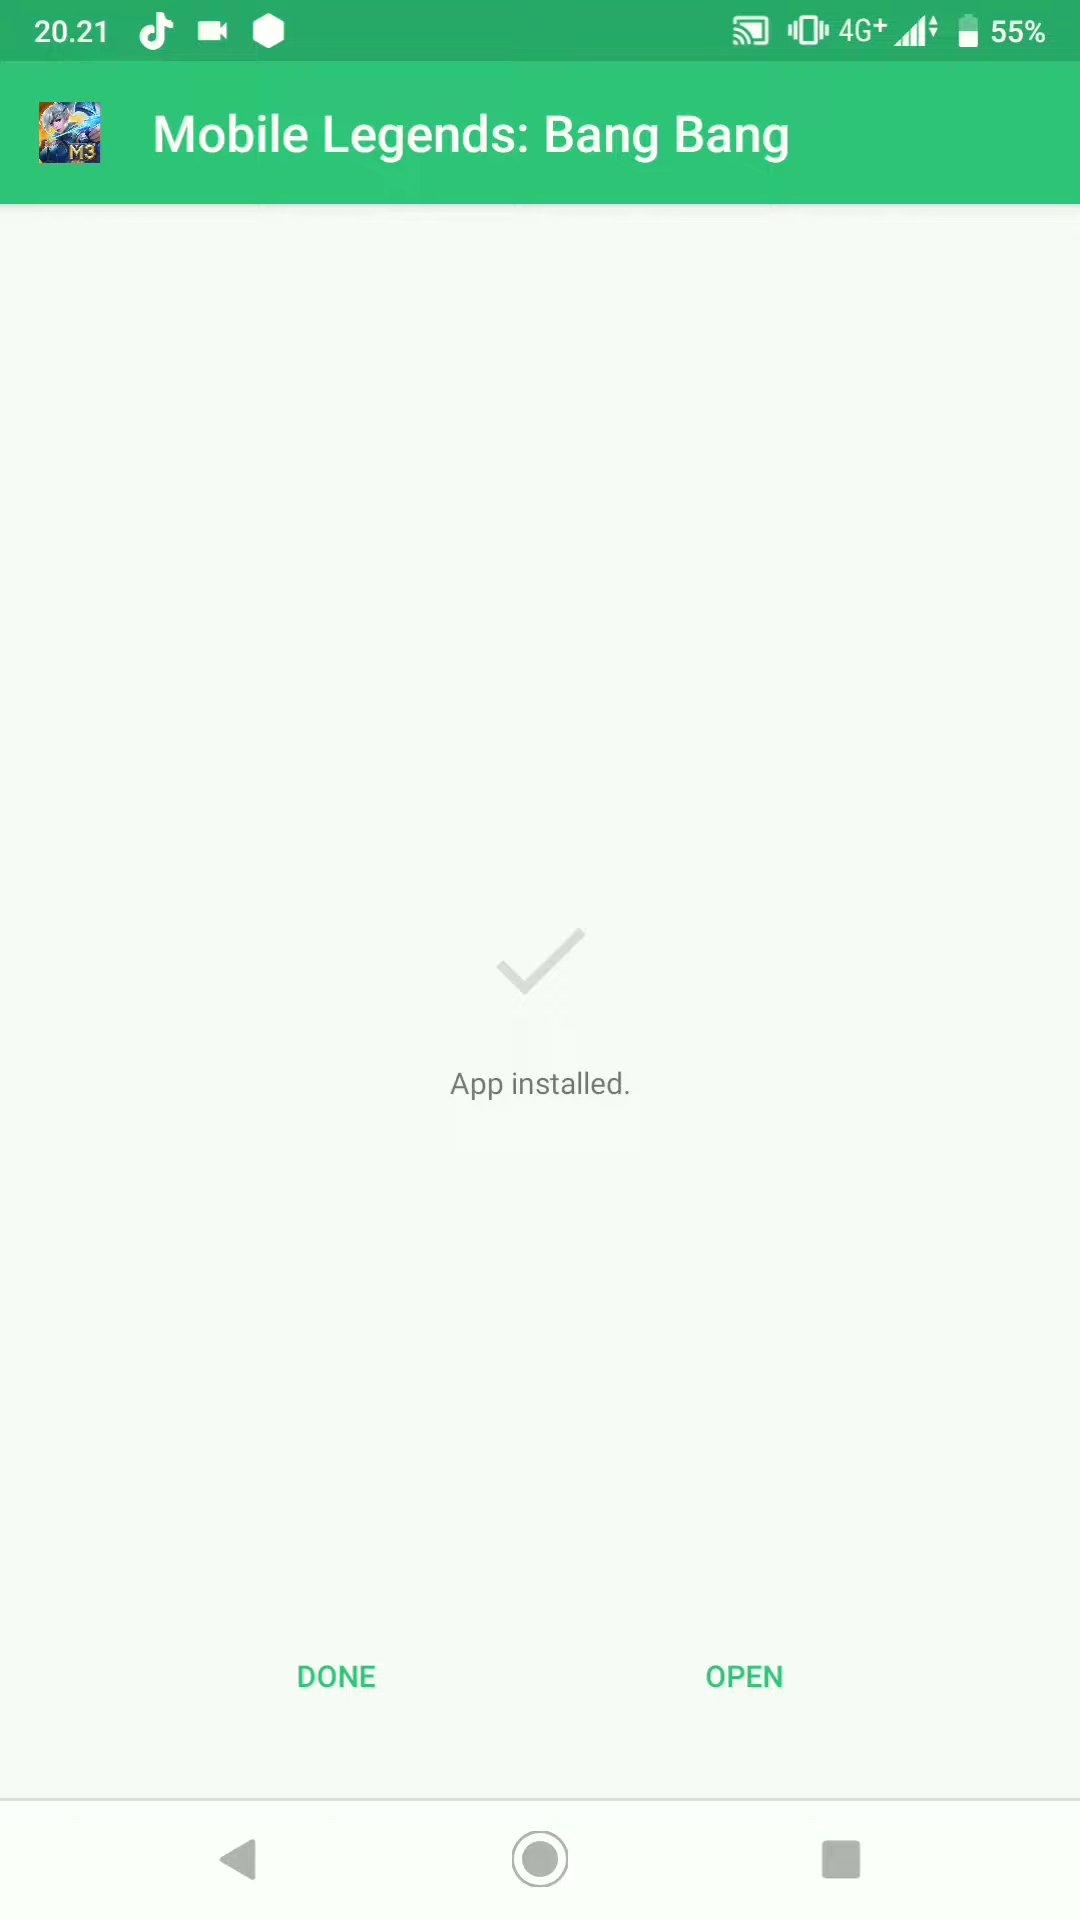 20.21 4G+ 55%
M3 Mobile Legends: Bang Bang
App installed.
DONE OPEN